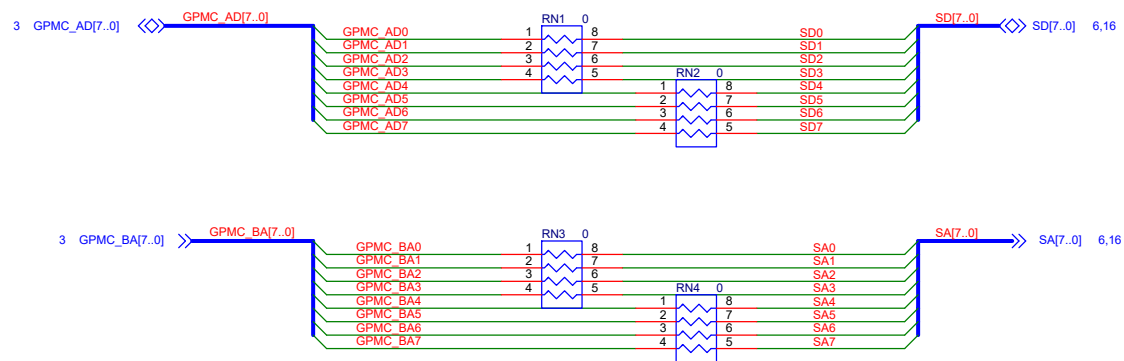 RN1 0
3 GPMC_AD[7..0] GPMC_AD[7..0] SD[7..0] SD[7..0] 6,16
GPMC_AD0 1 8 SD0
GPMC_AD1 2 7 SD1
GPMC_AD2 3 6 SD2
GPMC_AD3 4 5 SD3
RN2 0
GPMC_AD4 1 8 SD4
GPMC_AD5 2 7 SD5
GPMC_AD6 3 6 SD6
GPMC_AD7 4 5 SD7
RN3 0
3 GPMC_BA[7..0] GPMC_BA[7..0] SA[7..0] SA[7..0] 6,16
GPMC_BA0 1 8 SA0
GPMC_BA1 2 7 SA1
GPMC_BA2 3 6 SA2
GPMC_BA3 4 5 SA3
RN4 0
GPMC_BA4 1 8 SA4
GPMC_BA5 2 7 SA5
GPMC_BA6 3 6 SA6
GPMC_BA7 4 5 SA7